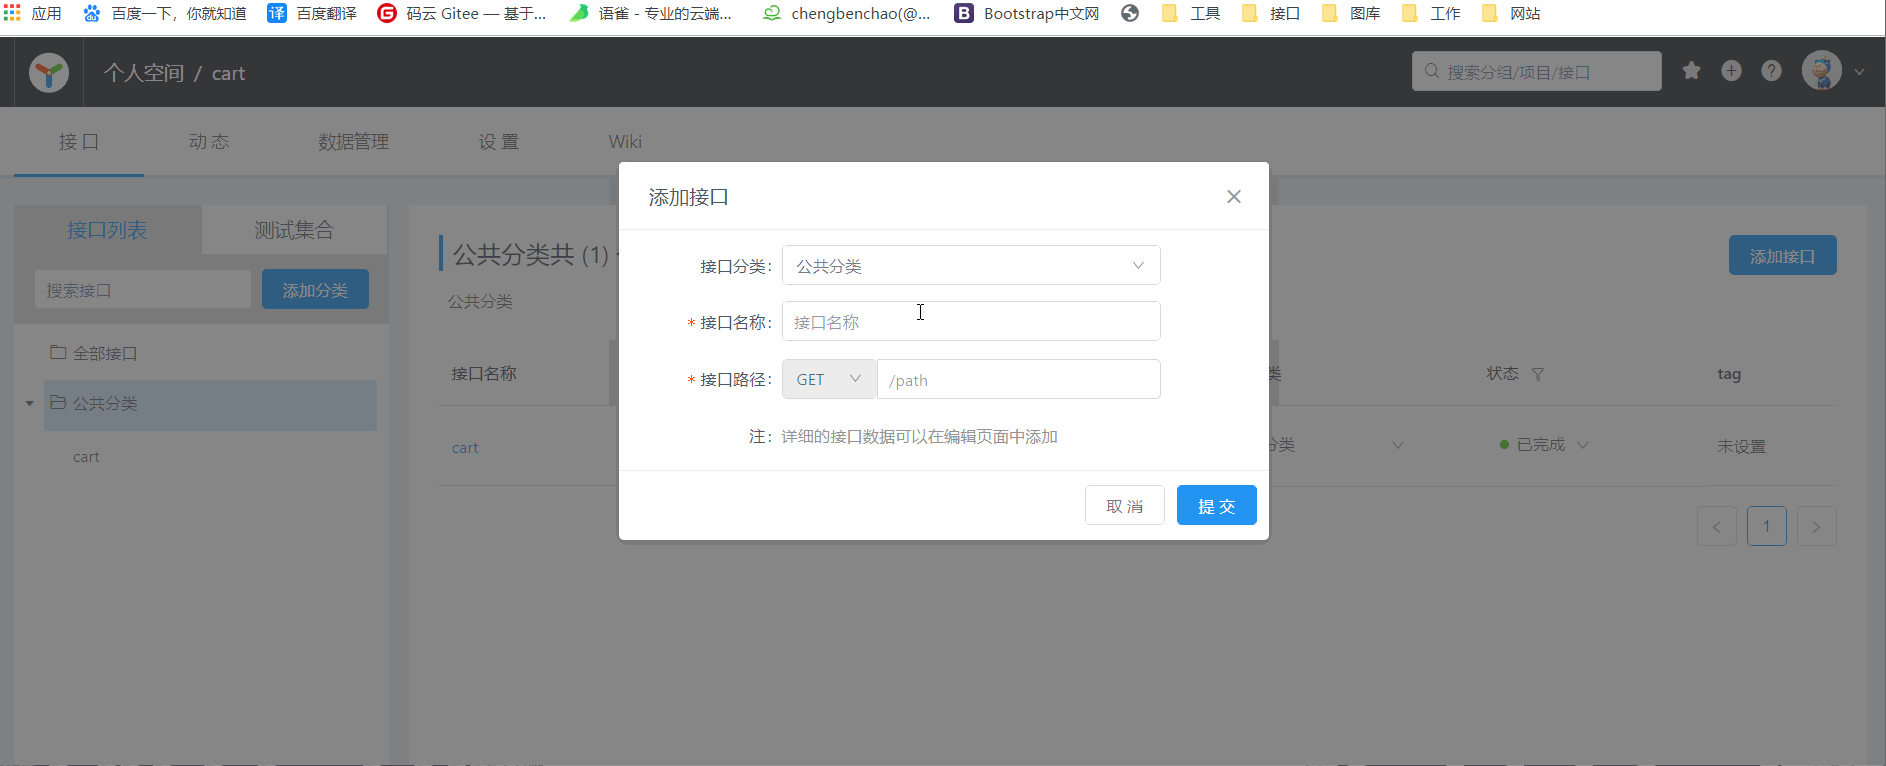 应用 百度一下，你就知道 译 百度翻译 码云 Gitee — 基于... 语雀 - 专业的云端... chengbenchao(@... B Bootstrap中文网 工具 接口 图库 工作 网站
个人空间 / cart 搜索分组/项目/接口
接 口 动 态 数据管理 设 置 Wiki
添加接口
接口列表 测试集合
公共分类共 (1)
添加接口
接口分类：公共分类
搜索接口 添加分类
公共分类
* 接口名称：接口名称
全部接口
接口名称 类 状态 tag
* 接口路径：GET /path
公共分类
注：详细的接口数据可以在编辑页面中添加
cart 分类 已完成 未设置
cart
取 消 提 交
< 1 >